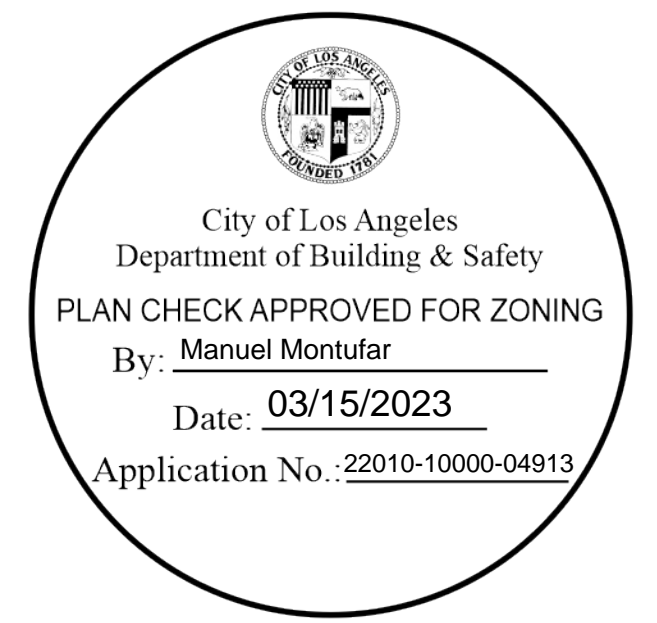 CITY OF LOS ANGELES
FOUNDED 1781
City of Los Angeles
Department of Building & Safety
PLAN CHECK APPROVED FOR ZONING
By: Manuel Montufar
Date: 03/15/2023
Application No.: 22010-10000-04913